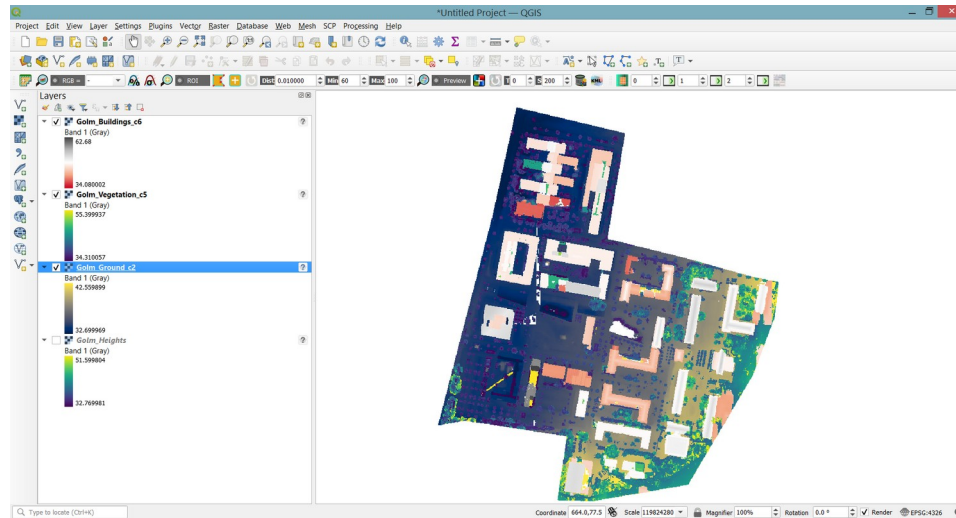 *Untitled Project — QGIS
Project Edit View Layer Settings Plugins Vector Raster Database Web Mesh SCP Processing Help
RGB = - ROI Dist 0.010000 Min 60 Max 100 Preview T 0 S 200 KML 0 1 2
Layers
Golm_Buildings_c6
Band 1 (Gray)
62.68
34.080002
Golm_Vegetation_c5
Band 1 (Gray)
55.399937
34.310057
Golm_Ground_c2
Band 1 (Gray)
42.559899
32.699969
Golm_Heights
Band 1 (Gray)
51.599804
32.769981
Type to locate (Ctrl+K) Coordinate 664.0,77.5 Scale 119824280 Magnifier 100% Rotation 0.0 ° Render EPSG:4326